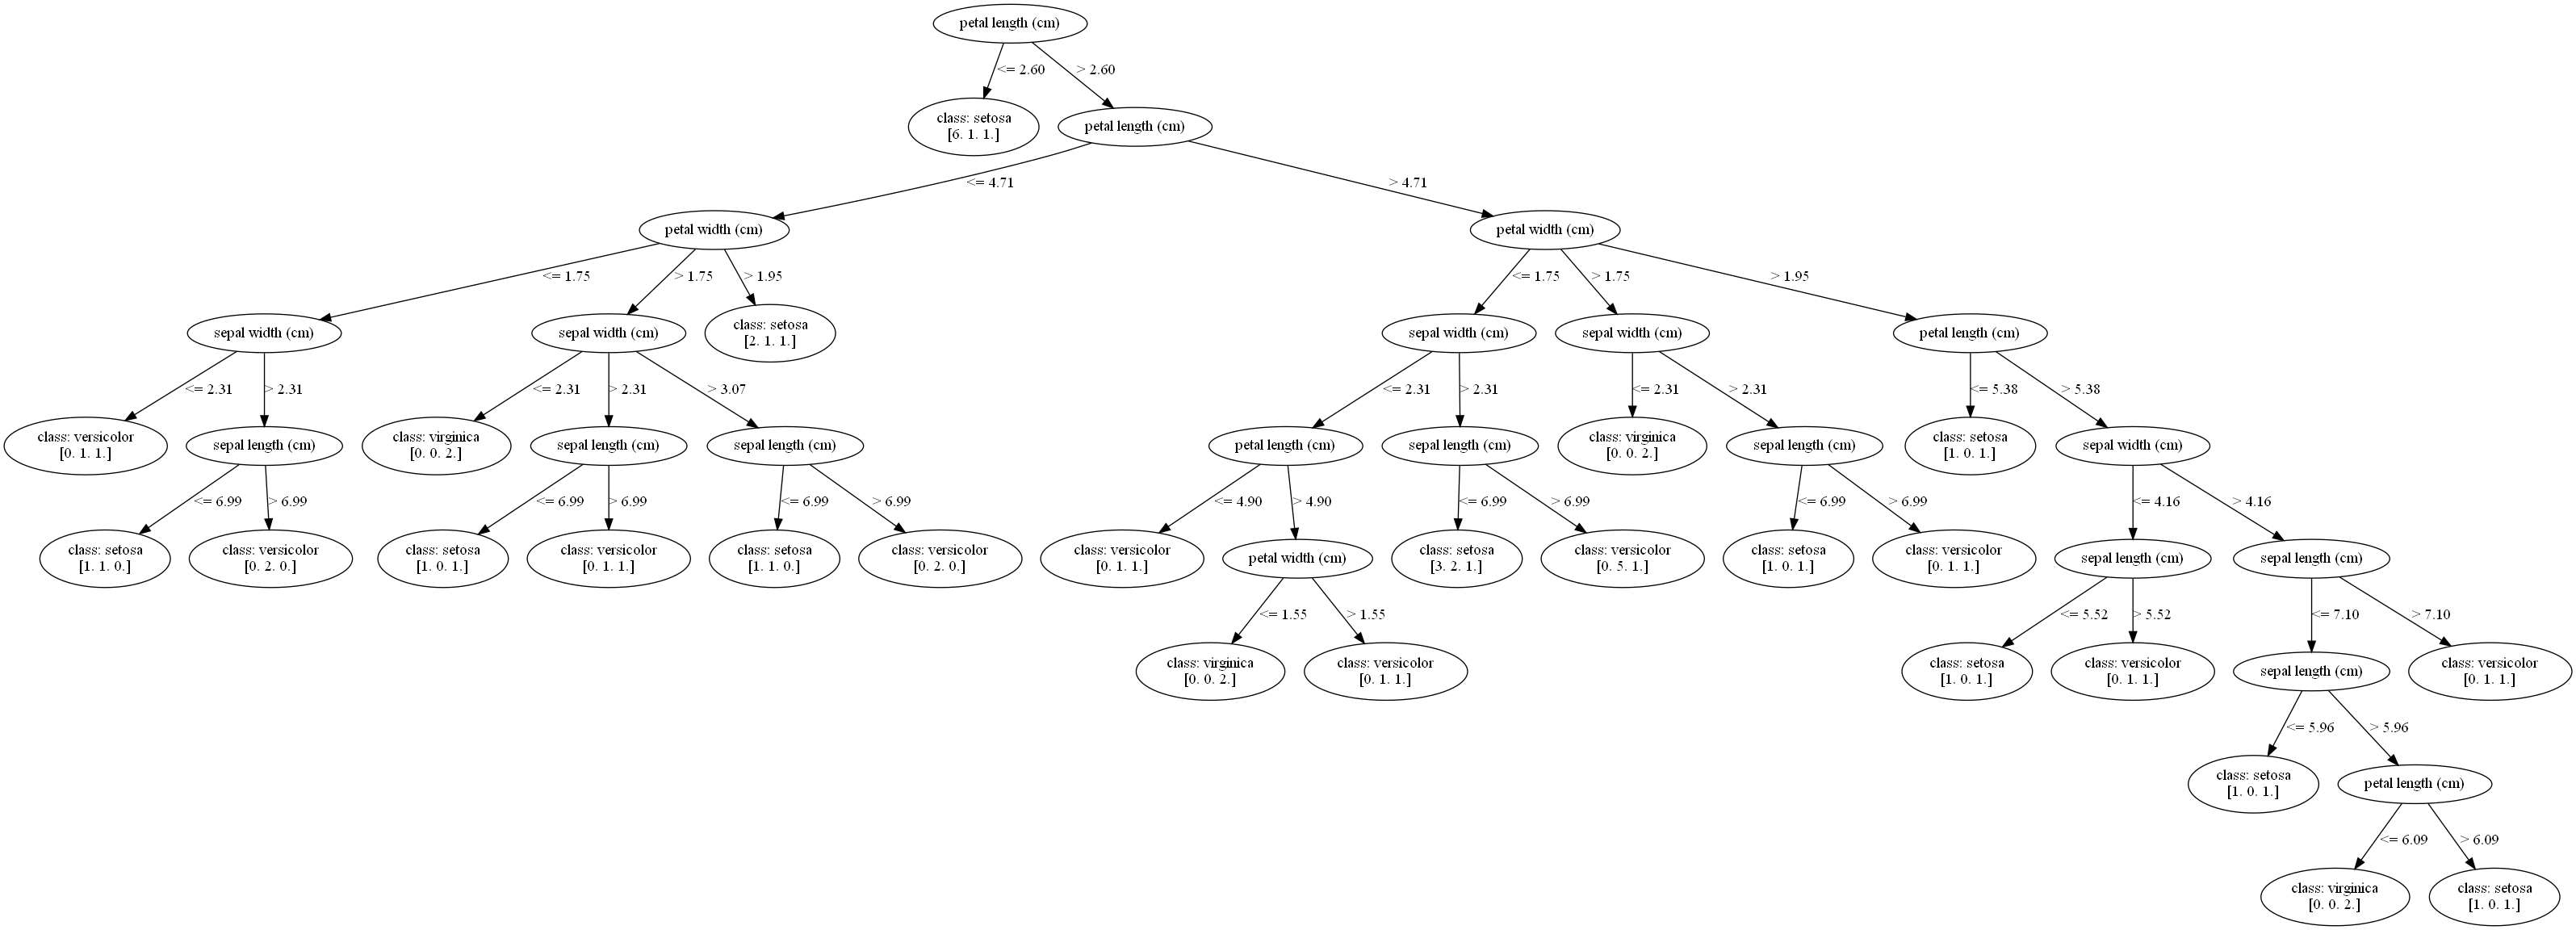 petal length (cm)
<= 2.60
> 2.60
class: setosa
[6. 1. 1.]
petal length (cm)
<= 4.71
> 4.71
petal width (cm)
petal width (cm)
<= 1.75
> 1.75
> 1.95
<= 1.75
> 1.75
> 1.95
sepal width (cm)
sepal width (cm)
class: setosa
[2. 1. 1.]
sepal width (cm)
sepal width (cm)
petal length (cm)
<= 2.31
> 2.31
<= 2.31
> 2.31
> 3.07
<= 2.31
> 2.31
<= 2.31
> 2.31
<= 5.38
> 5.38
class: versicolor
[0. 1. 1.]
sepal length (cm)
class: virginica
[0. 0. 2.]
sepal length (cm)
sepal length (cm)
petal length (cm)
sepal length (cm)
class: virginica
[0. 0. 2.]
sepal length (cm)
class: setosa
[1. 0. 1.]
sepal width (cm)
<= 6.99
> 6.99
<= 6.99
> 6.99
<= 6.99
> 6.99
<= 4.90
> 4.90
<= 6.99
> 6.99
<= 6.99
> 6.99
<= 4.16
> 4.16
class: setosa
[1. 1. 0.]
class: versicolor
[0. 2. 0.]
class: setosa
[1. 0. 1.]
class: versicolor
[0. 1. 1.]
class: setosa
[1. 1. 0.]
class: versicolor
[0. 2. 0.]
class: versicolor
[0. 1. 1.]
petal width (cm)
class: setosa
[3. 2. 1.]
class: versicolor
[0. 5. 1.]
class: setosa
[1. 0. 1.]
class: versicolor
[0. 1. 1.]
sepal length (cm)
sepal length (cm)
<= 1.55
> 1.55
<= 5.52
> 5.52
<= 7.10
> 7.10
class: virginica
[0. 0. 2.]
class: versicolor
[0. 1. 1.]
class: setosa
[1. 0. 1.]
class: versicolor
[0. 1. 1.]
sepal length (cm)
class: versicolor
[0. 1. 1.]
<= 5.96
> 5.96
class: setosa
[1. 0. 1.]
petal length (cm)
<= 6.09
> 6.09
class: virginica
[0. 0. 2.]
class: setosa
[1. 0. 1.]